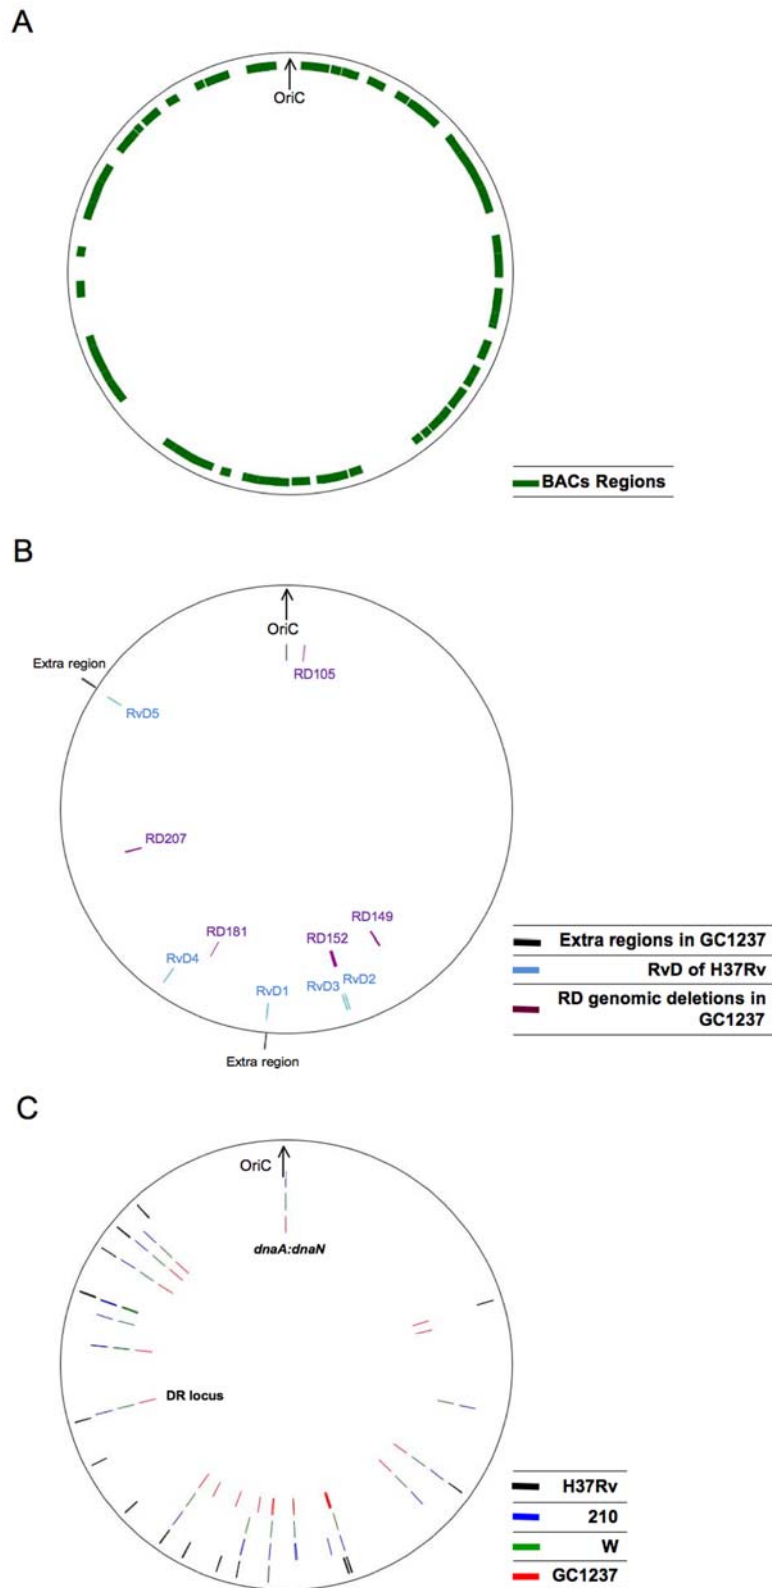 A
OriC
BACs Regions
B
OriC
Extra region
RD105
RvD5
RD207
RD149
RD181
RD152
RvD4
RvD3
RvD2
RvD1
Extra region
Extra regions in GC1237
RvD of H37Rv
RD genomic deletions in
GC1237
C
OriC
dnaA:dnaN
DR locus
H37Rv
210
W
GC1237